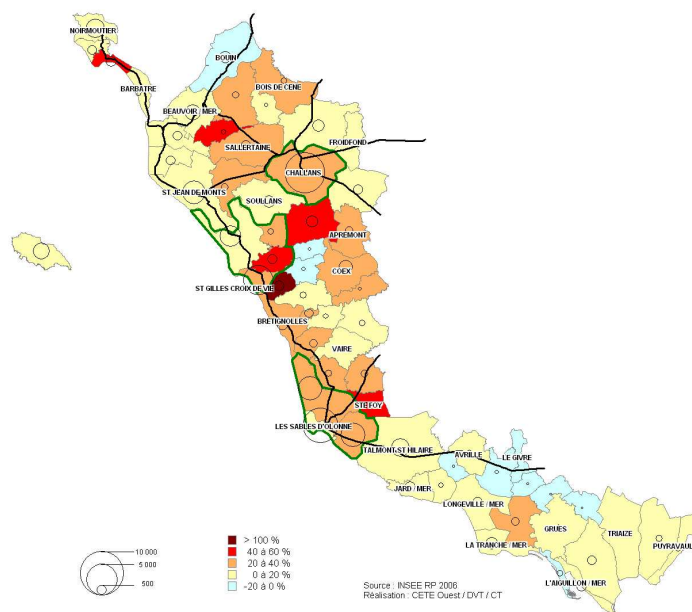 NOIRMOUTIER
BOUIN
BOIS DE CENE
BARBATRE
BEAUVOIR / MER
FROIDFOND
SALLERTAINE
CHALLANS
ST JEAN DE MONTS
SOULLANS
APREMONT
COEX
ST GILLES CROIX DE VIE
BRETIGNOLLES
VAIRE
STE FOY
LES SABLES D'OLONNE
TALMONT ST HILAIRE
AVRILLE
LE GIVRE
JARD / MER
LONGEVILLE / MER
GRUES
TRIAIZE
LA TRANCHE / MER
PUYRAVAULT
L'AIGUILLON / MER
10 000
5 000
500
> 100 %
40 à 60 %
20 à 40 %
0 à 20 %
-20 à 0 %
Source : INSEE RP 2006
Réalisation : CETE Ouest / DVT / CT